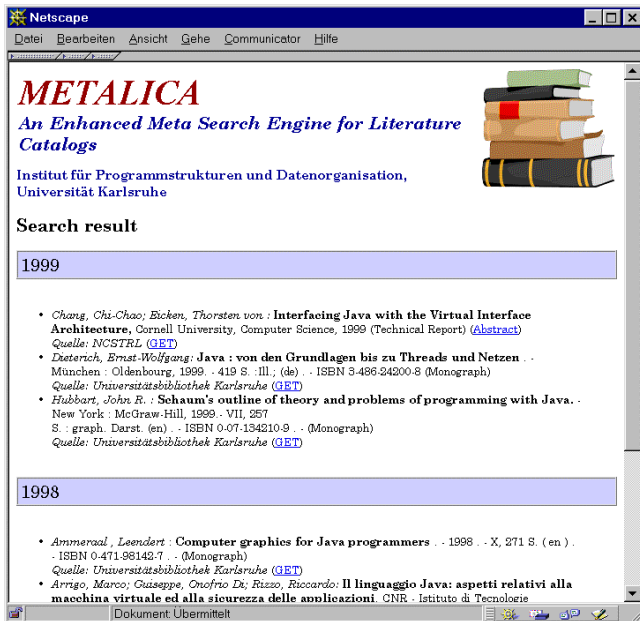 Netscape
Datei Bearbeiten Ansicht Gehe Communicator Hilfe
METALICA
An Enhanced Meta Search Engine for Literature
Catalogs
Institut für Programmstrukturen und Datenorganisation,
Universität Karlsruhe
Search result
1999
• Chang, Chi-Chao; Eicken, Thorsten von : Interfacing Java with the Virtual Interface
Architecture, Cornell University, Computer Science, 1999 (Technical Report) (Abstract)
Quelle: NCSTRL (GET)
• Dieterich, Ernst-Wolfgang: Java : von den Grundlagen bis zu Threads und Netzen . -
München : Oldenbourg, 1999. - 419 S. :Ill.; (de) . - ISBN 3-486-24200-8 (Monograph)
Quelle: Universitätsbibliothek Karlsruhe (GET)
• Hubbart, John R. : Schaum's outline of theory and problems of programming with Java. -
New York : McGraw-Hill, 1999.- VII, 257
S. : graph. Darst. (en) . - ISBN 0-07-134210-9 . - (Monograph)
Quelle: Universitätsbibliothek Karlsruhe (GET)
1998
• Ammeraal , Leendert : Computer graphics for Java programmers . - 1998 . - X, 271 S. ( en ) .
- ISBN 0-471-98142-7 . - (Monograph)
Quelle: Universitätsbibliothek Karlsruhe (GET)
• Arrigo, Marco; Guiseppe, Onofrio Di; Rizzo, Riccardo: Il linguaggio Java: aspetti relativi alla
macchina virtuale ed alla sicurezza delle applicazioni. CNR - Istituto di Tecnologie
Dokument: Übermittelt